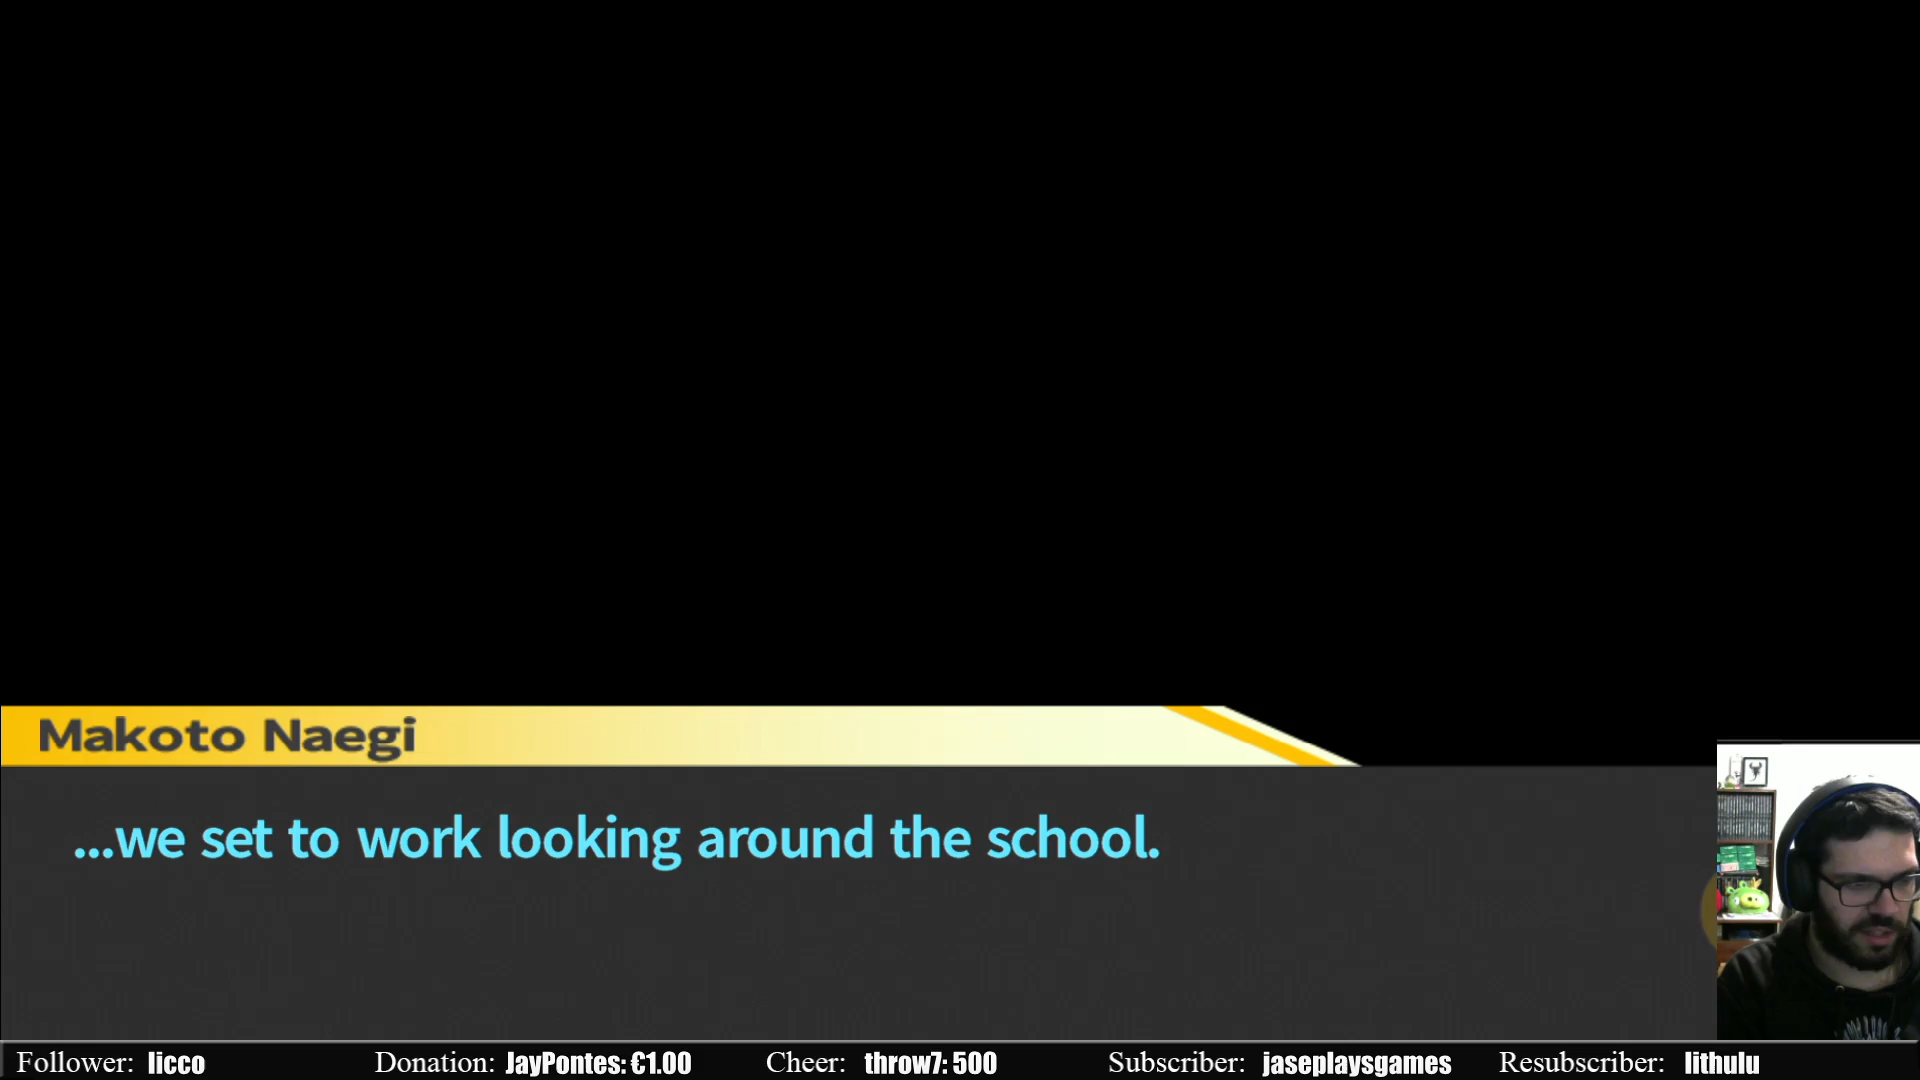 Makoto Naegi
...we set to work looking around the school.
Follower: licco Donation: JayPontes: €1.00 Cheer: throw7: 500 Subscriber: jaseplaysgames Resubscriber: lithulu